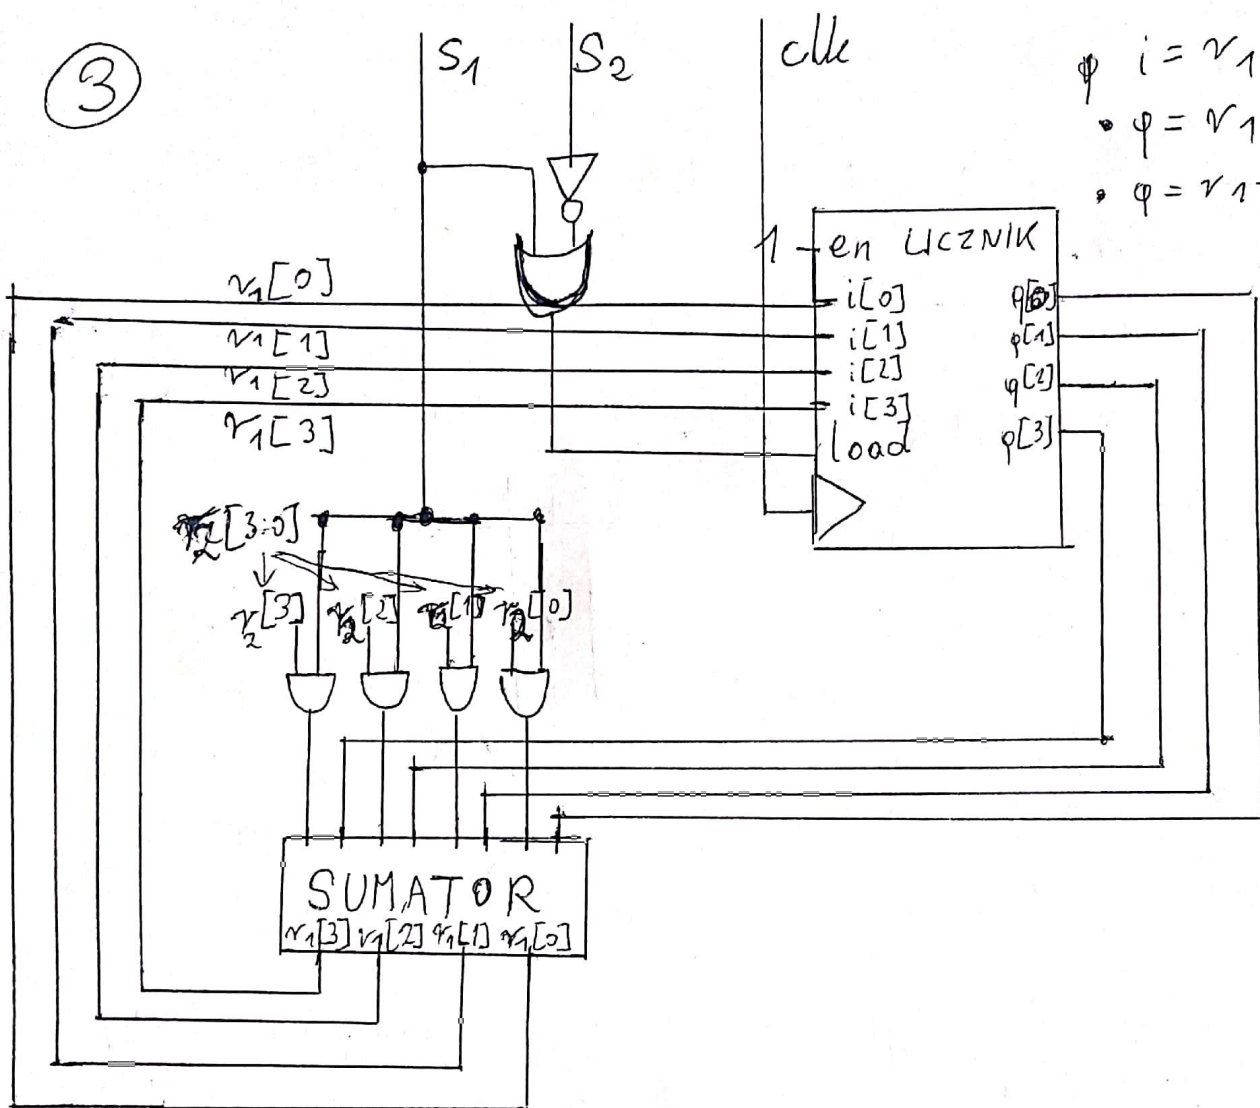 3
S1 S2 clk
φ i = r1
• φ = r1
• φ = r1
1 en LICZNIK
r1[0] i[0] φ[0]
r1[1] i[1] φ[1]
r1[2] i[2] φ[2]
r1[3] i[3] φ[3]
load
r2[3:0]
r2[3] r2[2] r2[1] r2[0]
SUMATOR
r1[3] r1[2] r1[1] r1[0]